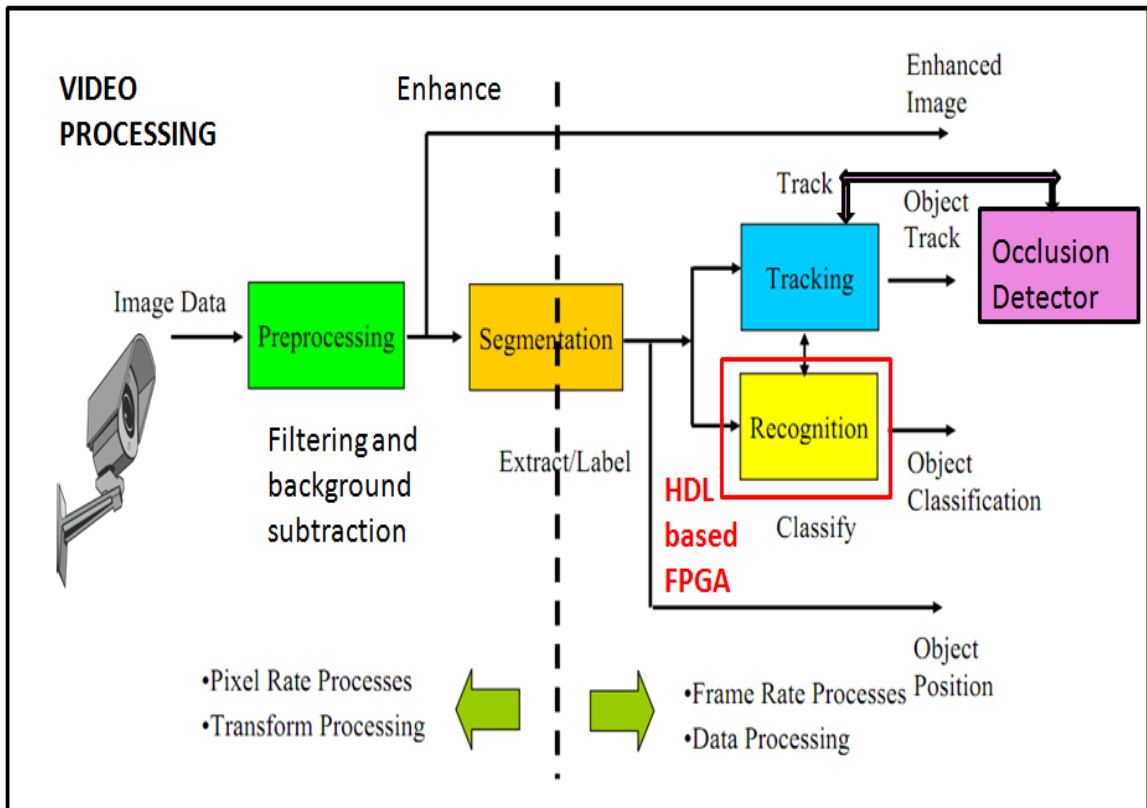 VIDEO
PROCESSING
Enhance
Enhanced
Image
Track
Object
Track
Occlusion
Detector
Image Data
Preprocessing
Segmentation
Tracking
Recognition
Filtering and
background
subtraction
Extract/Label
HDL
based
FPGA
Classify
Object
Classification
Object
Position
•Pixel Rate Processes
•Transform Processing
•Frame Rate Processes
•Data Processing